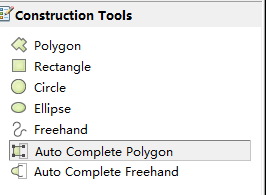 Construction Tools
Polygon
Rectangle
Circle
Ellipse
Freehand
Auto Complete Polygon
Auto Complete Freehand